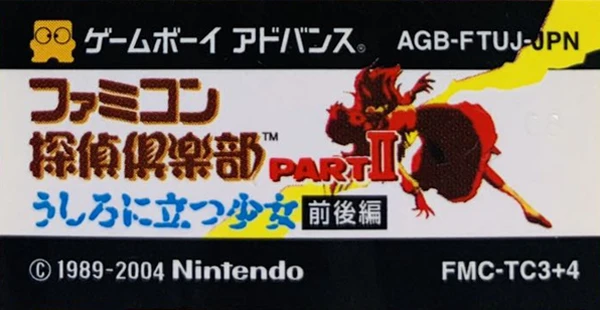 ゲームボーイ アドバンス® AGB-FTUJ-JPN
ファミコン
探偵倶楽部™ PARTⅡ
うしろに立つ少女 前後編
© 1989-2004 Nintendo FMC-TC3+4